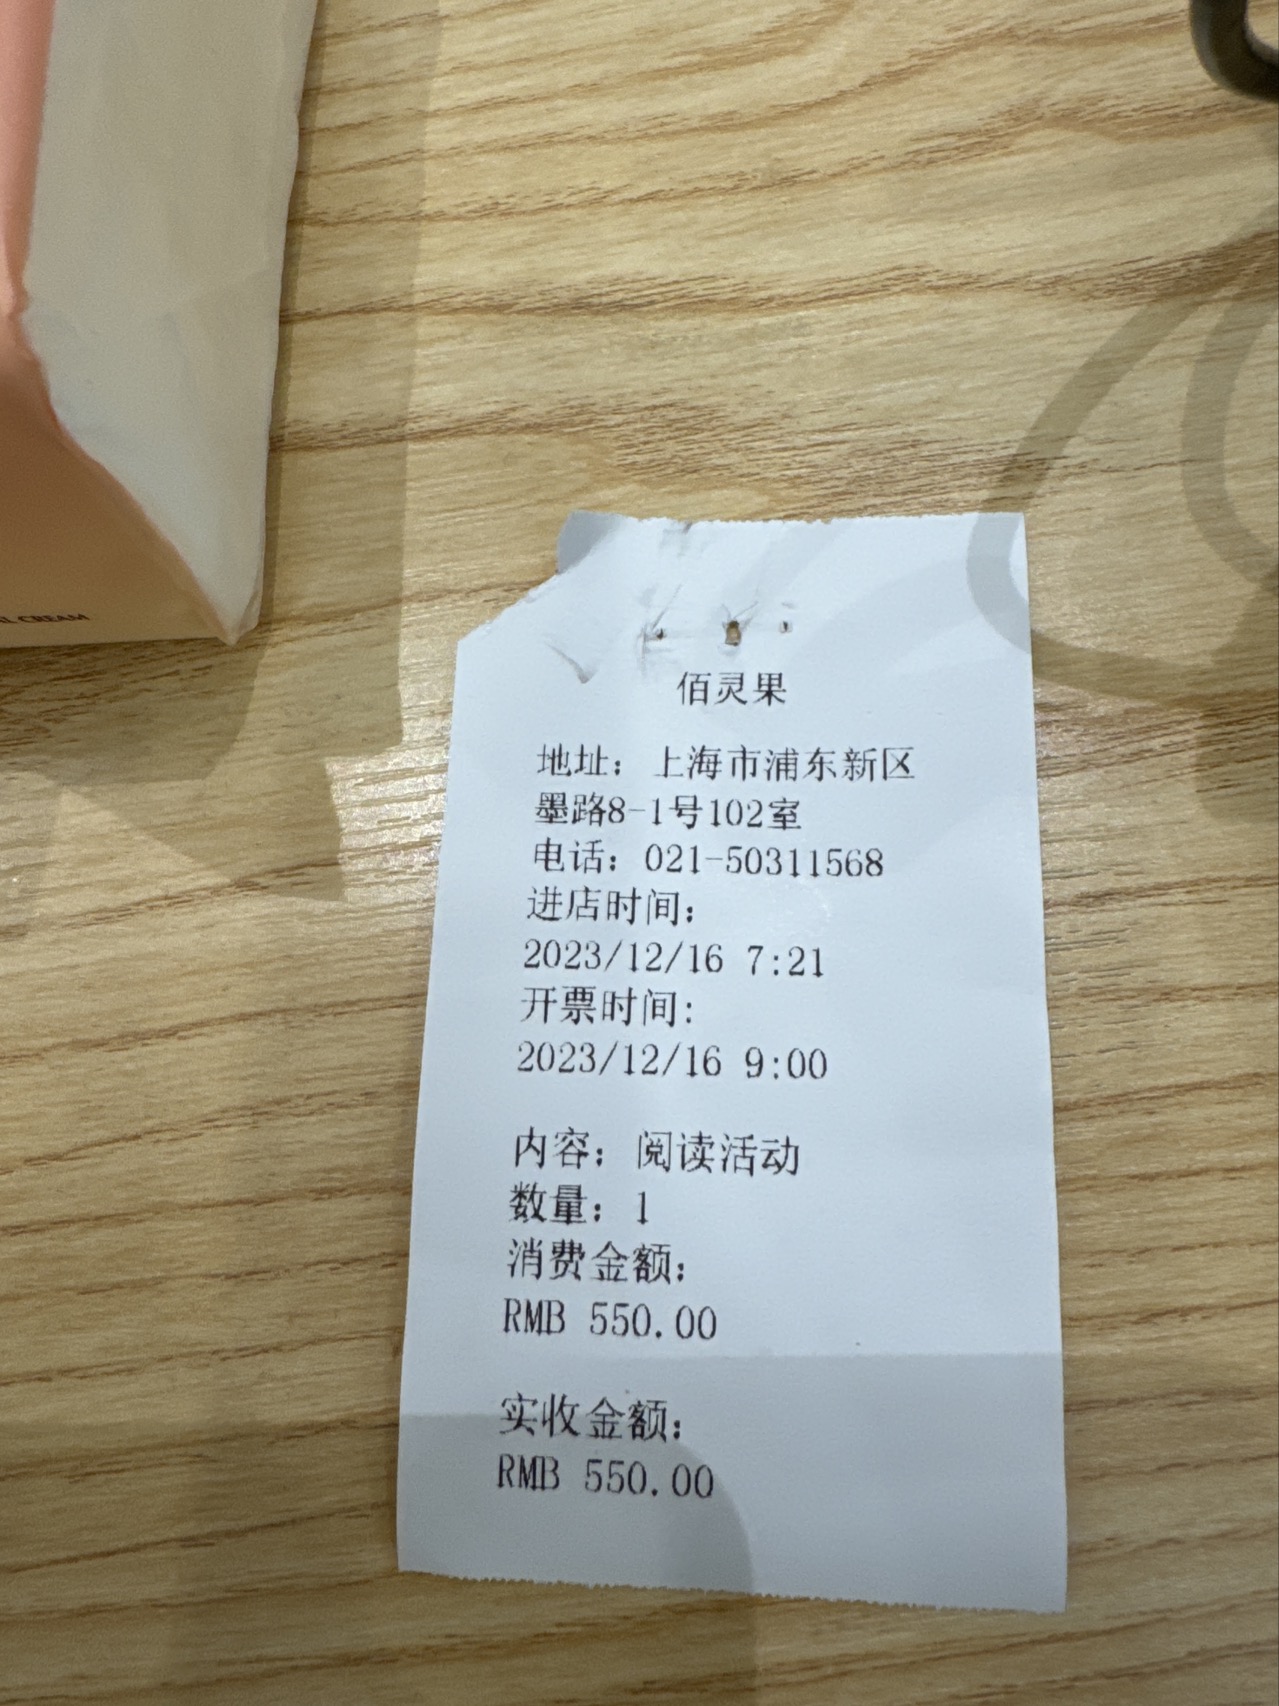 CREAM
佰灵果
地址：上海市浦东新区
墨路8-1号102室
电话：021-50311568
进店时间：
2023/12/16 7:21
开票时间：
2023/12/16 9:00
内容：阅读活动
数量：1
消费金额：
RMB 550.00
实收金额：
RMB 550.00